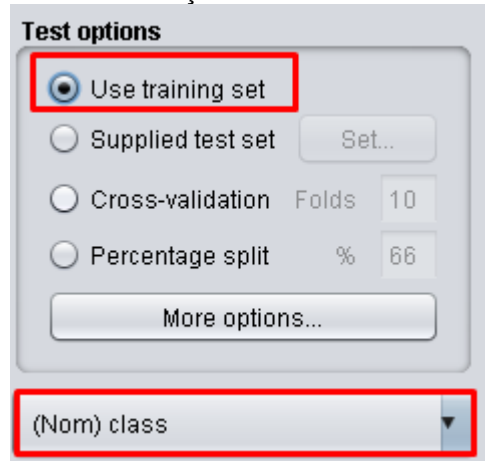 Test options
Use training set
Supplied test set Set...
Cross-validation Folds 10
Percentage split % 66
More options...
(Nom) class